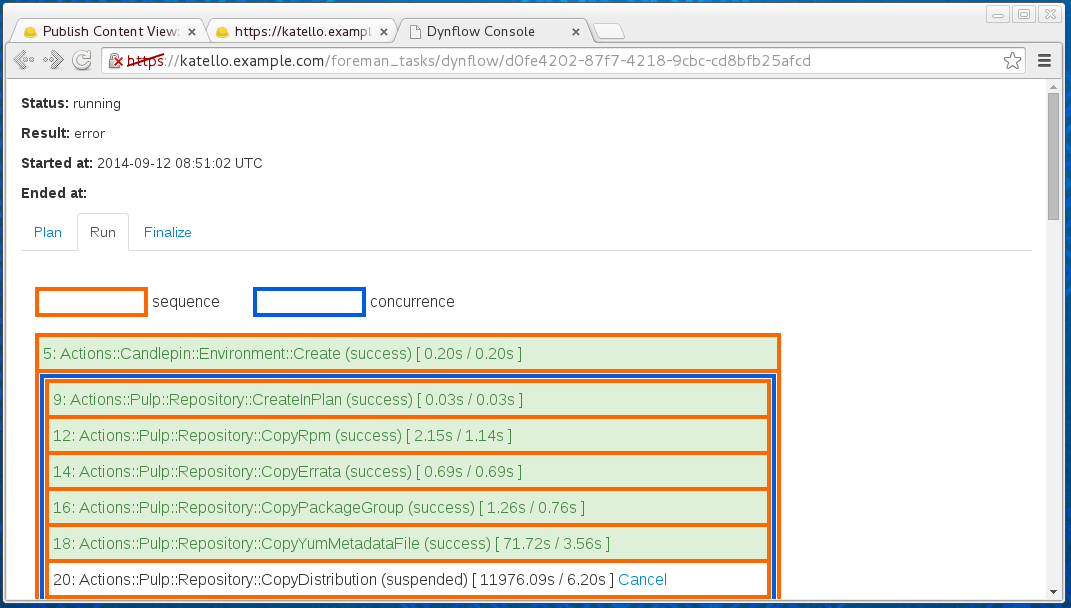 Publish Content View:
https://katello.exampl
Dynflow Console
https://katello.example.com/foreman_tasks/dynflow/d0fe4202-87f7-4218-9cbc-cd8bfb25afcd
Status: running
Result: error
Started at: 2014-09-12 08:51:02 UTC
Ended at:
Plan Run Finalize
sequence concurrence
5: Actions::Candlepin::Environment::Create (success) [ 0.20s / 0.20s ]
9: Actions::Pulp::Repository::CreateInPlan (success) [ 0.03s / 0.03s ]
12: Actions::Pulp::Repository::CopyRpm (success) [ 2.15s / 1.14s ]
14: Actions::Pulp::Repository::CopyErrata (success) [ 0.69s / 0.69s ]
16: Actions::Pulp::Repository::CopyPackageGroup (success) [ 1.26s / 0.76s ]
18: Actions::Pulp::Repository::CopyYumMetadataFile (success) [ 71.72s / 3.56s ]
20: Actions::Pulp::Repository::CopyDistribution (suspended) [ 11976.09s / 6.20s ] Cancel